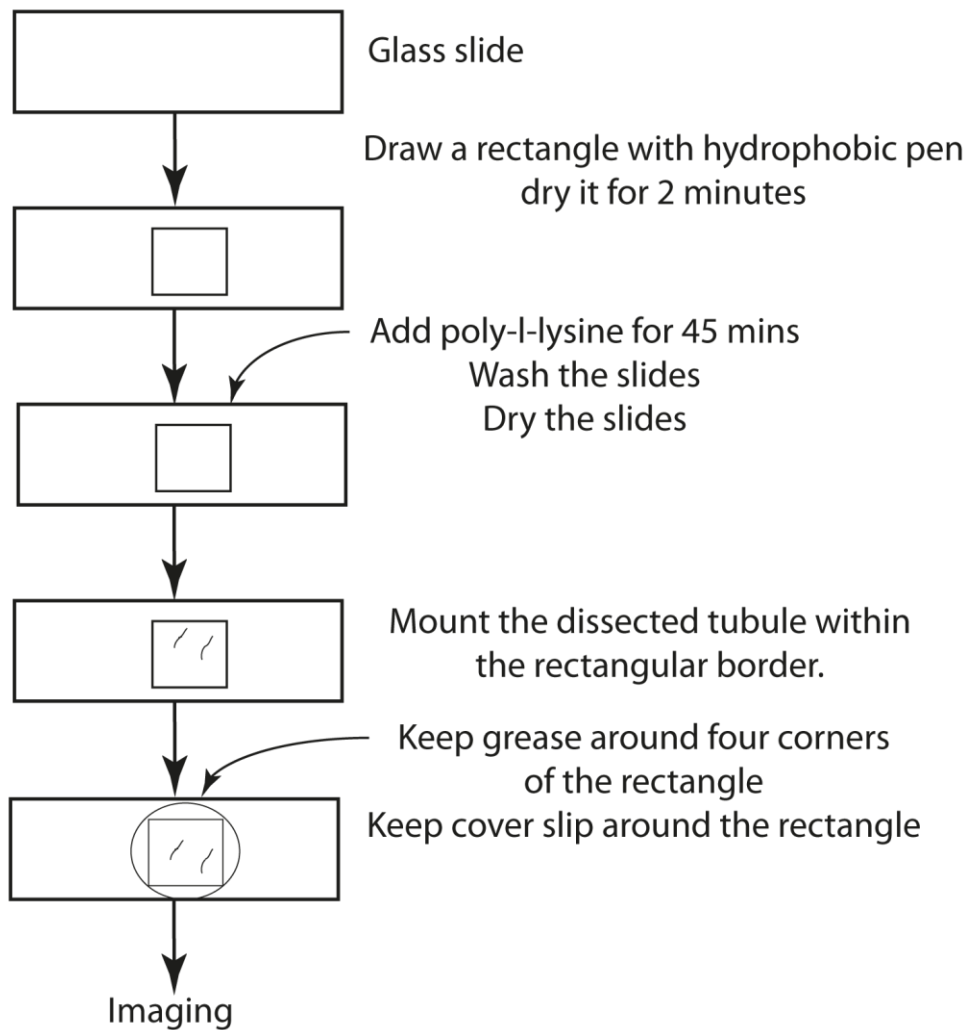 Glass slide
Draw a rectangle with hydrophobic pen
dry it for 2 minutes
Add poly-l-lysine for 45 mins
Wash the slides
Dry the slides
Mount the dissected tubule within
the rectangular border.
Keep grease around four corners
of the rectangle
Keep cover slip around the rectangle
Imaging